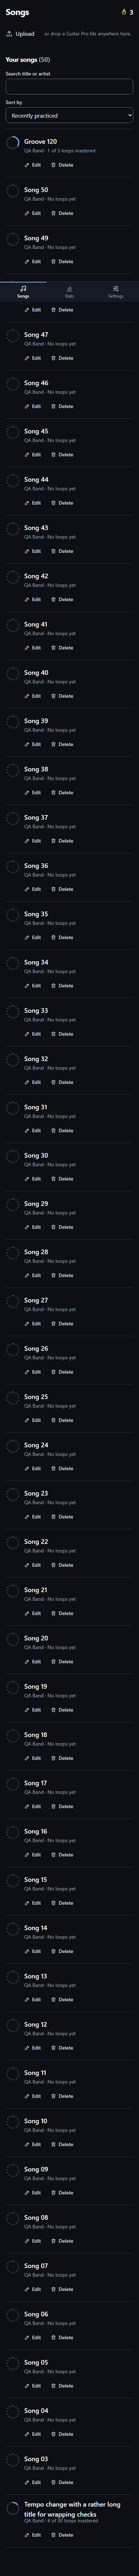 Songs
3
Upload
or drop a Guitar Pro file anywhere here.
Your songs (50)
Search title or artist
Sort by
Recently practiced
Groove 120
QA Band · 1 of 3 loops mastered
Edit Delete
Song 50
QA Band · No loops yet
Edit Delete
Song 49
QA Band · No loops yet
Edit Delete
Songs Stats Settings
Edit Delete
Song 47
QA Band · No loops yet
Edit Delete
Song 46
QA Band · No loops yet
Edit Delete
Song 45
QA Band · No loops yet
Edit Delete
Song 44
QA Band · No loops yet
Edit Delete
Song 43
QA Band · No loops yet
Edit Delete
Song 42
QA Band · No loops yet
Edit Delete
Song 41
QA Band · No loops yet
Edit Delete
Song 40
QA Band · No loops yet
Edit Delete
Song 39
QA Band · No loops yet
Edit Delete
Song 38
QA Band · No loops yet
Edit Delete
Song 37
QA Band · No loops yet
Edit Delete
Song 36
QA Band · No loops yet
Edit Delete
Song 35
QA Band · No loops yet
Edit Delete
Song 34
QA Band · No loops yet
Edit Delete
Song 33
QA Band · No loops yet
Edit Delete
Song 32
QA Band · No loops yet
Edit Delete
Song 31
QA Band · No loops yet
Edit Delete
Song 30
QA Band · No loops yet
Edit Delete
Song 29
QA Band · No loops yet
Edit Delete
Song 28
QA Band · No loops yet
Edit Delete
Song 27
QA Band · No loops yet
Edit Delete
Song 26
QA Band · No loops yet
Edit Delete
Song 25
QA Band · No loops yet
Edit Delete
Song 24
QA Band · No loops yet
Edit Delete
Song 23
QA Band · No loops yet
Edit Delete
Song 22
QA Band · No loops yet
Edit Delete
Song 21
QA Band · No loops yet
Edit Delete
Song 20
QA Band · No loops yet
Edit Delete
Song 19
QA Band · No loops yet
Edit Delete
Song 18
QA Band · No loops yet
Edit Delete
Song 17
QA Band · No loops yet
Edit Delete
Song 16
QA Band · No loops yet
Edit Delete
Song 15
QA Band · No loops yet
Edit Delete
Song 14
QA Band · No loops yet
Edit Delete
Song 13
QA Band · No loops yet
Edit Delete
Song 12
QA Band · No loops yet
Edit Delete
Song 11
QA Band · No loops yet
Edit Delete
Song 10
QA Band · No loops yet
Edit Delete
Song 09
QA Band · No loops yet
Edit Delete
Song 08
QA Band · No loops yet
Edit Delete
Song 07
QA Band · No loops yet
Edit Delete
Song 06
QA Band · No loops yet
Edit Delete
Song 05
QA Band · No loops yet
Edit Delete
Song 04
QA Band · No loops yet
Edit Delete
Song 03
QA Band · No loops yet
Edit Delete
Tempo change with a rather long
title for wrapping checks
QA Band · 4 of 30 loops mastered
Edit Delete